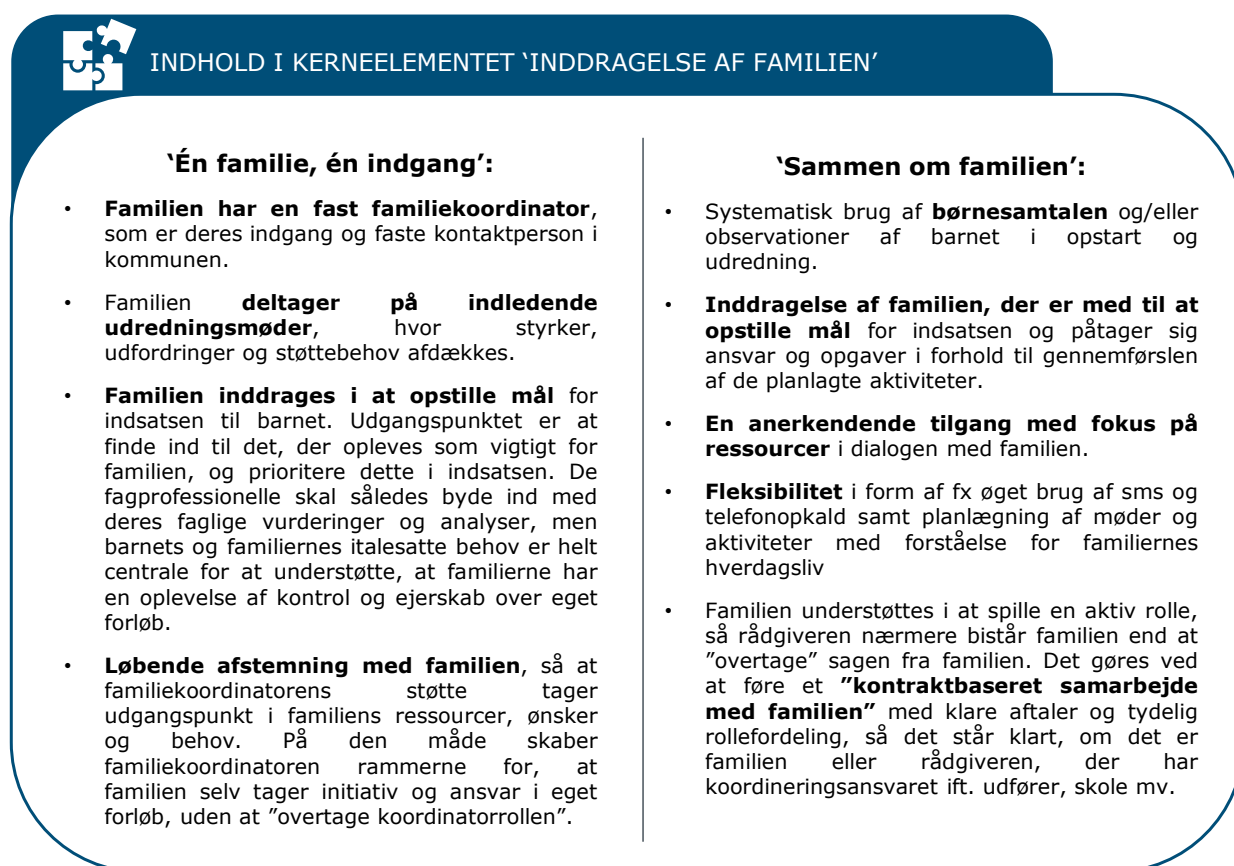 INDHOLD I KERNEELEMENTET ‘INDDRAGELSE AF FAMILIEN’
‘Én familie, én indgang’:
• Familien har en fast familiekoordinator,
som er deres indgang og faste kontaktperson i
kommunen.
• Familien deltager på indledende
udredningsmøder, hvor styrker,
udfordringer og støttebehov afdækkes.
• Familien inddrages i at opstille mål for
indsatsen til barnet. Udgangspunktet er at
finde ind til det, der opleves som vigtigt for
familien, og prioritere dette i indsatsen. De
fagprofessionelle skal således byde ind med
deres faglige vurderinger og analyser, men
barnets og familiernes italesatte behov er helt
centrale for at understøtte, at familierne har
en oplevelse af kontrol og ejerskab over eget
forløb.
• Løbende afstemning med familien, så at
familiekoordinatorens støtte tager
udgangspunkt i familiens ressourcer, ønsker
og behov. På den måde skaber
familiekoordinatoren rammerne for, at
familien selv tager initiativ og ansvar i eget
forløb, uden at ”overtage koordinatorrollen”.
‘Sammen om familien’:
• Systematisk brug af børnesamtalen og/eller
observationer af barnet i opstart og
udredning.
• Inddragelse af familien, der er med til at
opstille mål for indsatsen og påtager sig
ansvar og opgaver i forhold til gennemførslen
af de planlagte aktiviteter.
• En anerkendende tilgang med fokus på
ressourcer i dialogen med familien.
• Fleksibilitet i form af fx øget brug af sms og
telefonopkald samt planlægning af møder og
aktiviteter med forståelse for familiernes
hverdagsliv
• Familien understøttes i at spille en aktiv rolle,
så rådgiveren nærmere bistår familien end at
”overtage” sagen fra familien. Det gøres ved
at føre et ”kontraktbaseret samarbejde
med familien” med klare aftaler og tydelig
rollefordeling, så det står klart, om det er
familien eller rådgiveren, der har
koordineringsansvaret ift. udfører, skole mv.